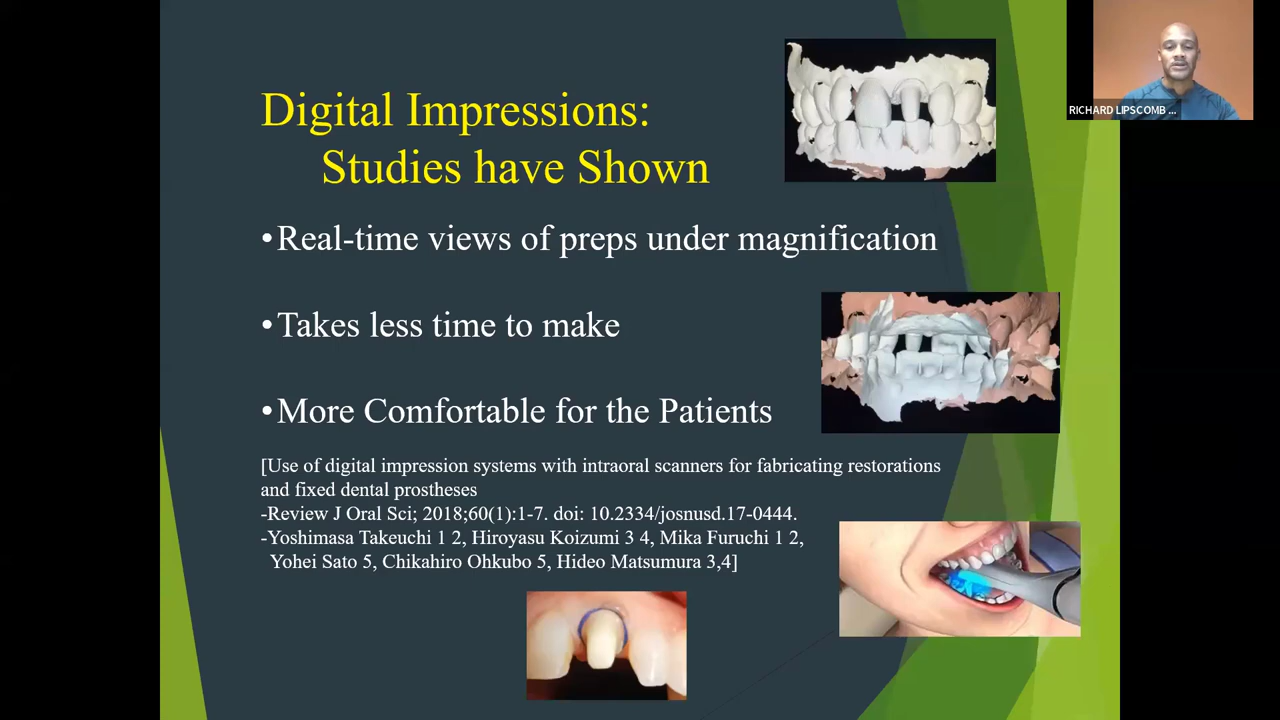 Digital Impressions:
Studies have Shown
•Real-time views of preps under magnification
•Takes less time to make
•More Comfortable for the Patients
[Use of digital impression systems with intraoral scanners for fabricating restorations
and fixed dental prostheses
-Review J Oral Sci; 2018;60(1):1-7. doi: 10.2334/josnusd.17-0444.
-Yoshimasa Takeuchi 1 2, Hiroyasu Koizumi 3 4, Mika Furuchi 1 2,
Yohei Sato 5, Chikahiro Ohkubo 5, Hideo Matsumura 3,4]
RICHARD LIPSCOMB ...